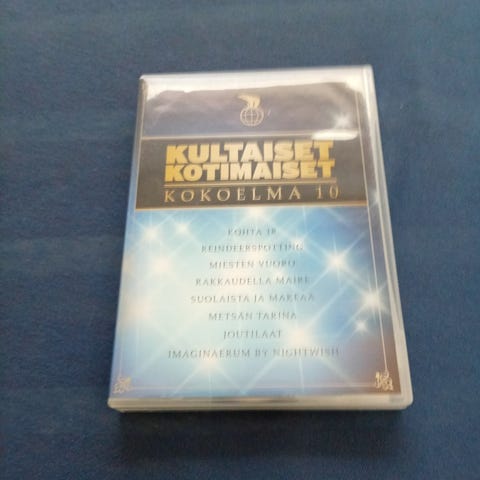 KULTAISET
KOTIMAISET
KOKOELMA 10
KOHTA 18
REINDEERSPOTTING
MIESTEN VUORO
RAKKAUDELLA MAIRE
SUOLAISTA JA MAKEAA
METSÄN TARINA
JOUTILAAT
IMAGINAERUM BY NIGHTWISH